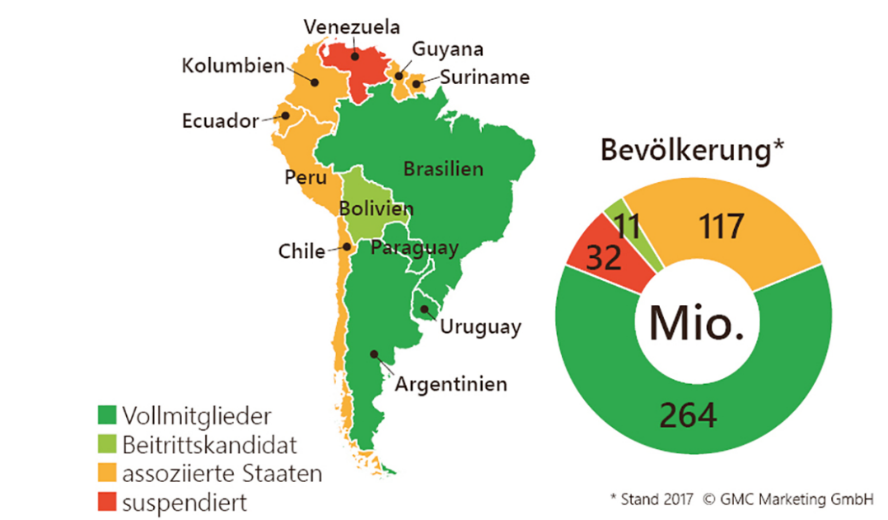 Venezuela
Guyana
Kolumbien
Suriname
Ecuador
Brasilien
Peru
Bolivien
Chile
Paraguay
Uruguay
Argentinien
Vollmitglieder
Beitrittskandidat
assoziierte Staaten
suspendiert
Bevölkerung*
11
117
32
Mio.
264
* Stand 2017 © GMC Marketing GmbH